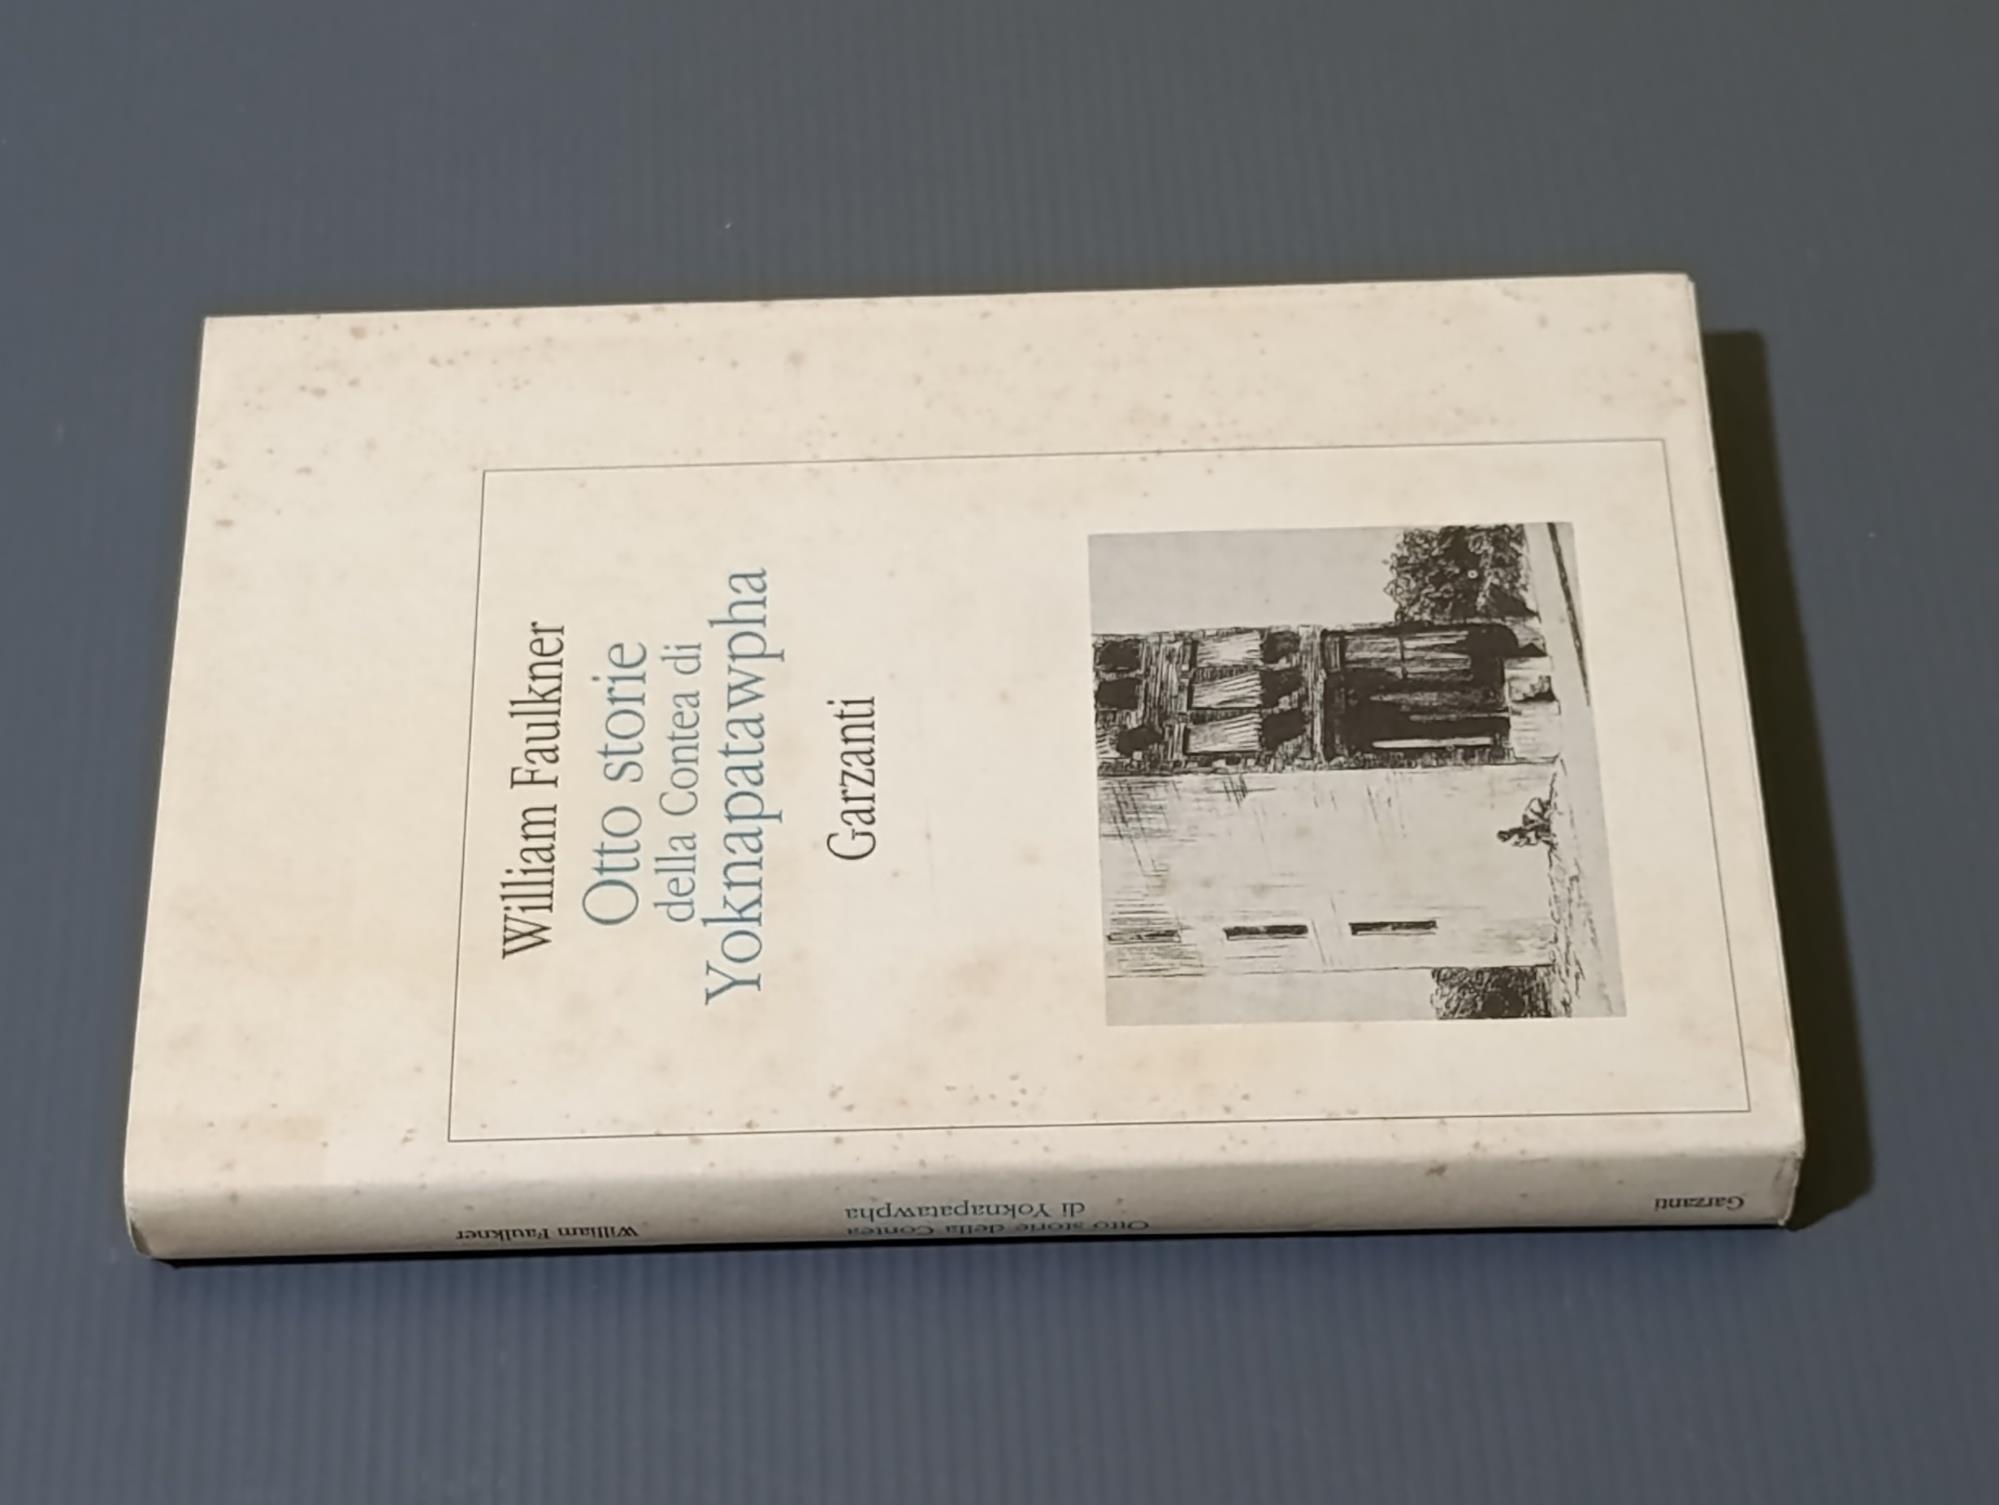 William Faulkner
Otto storie
della Contea di
Yoknapatawpha
Garzanti
William Faulkner
Otto storie della Contea
di Yoknapatawpha
Garzanti